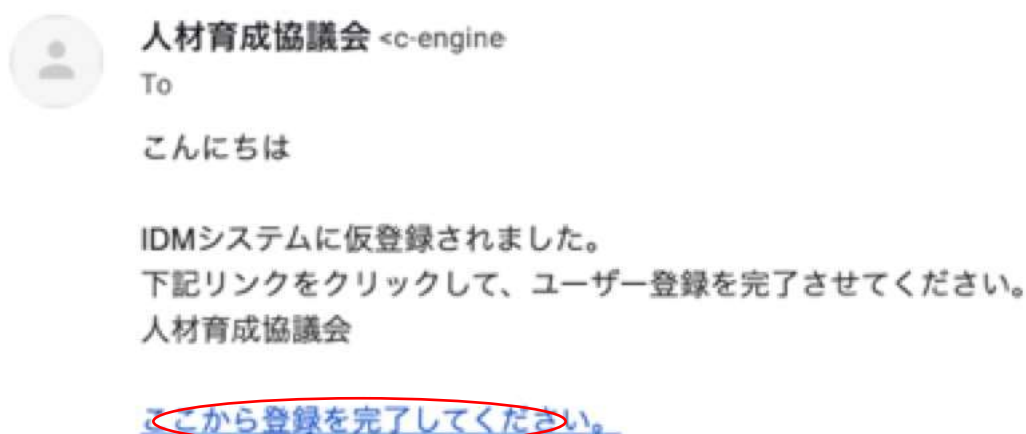 人材育成協議会 <c-engine
To
こんにちは
IDMシステムに仮登録されました。
下記リンクをクリックして、ユーザー登録を完了させてください。
人材育成協議会
ここから登録を完了してください。